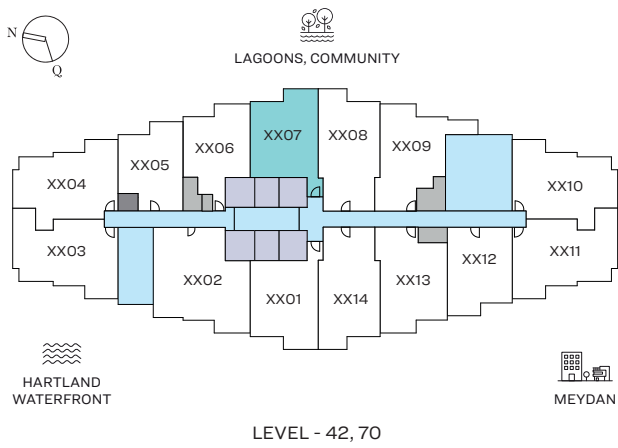 N
Q
LAGOONS, COMMUNITY
XX07
XX08
XX06
XX09
XX05
XX04
XX10
XX03
XX11
XX12
XX02
XX13
XX01
XX14
HARTLAND
WATERFRONT
MEYDAN
LEVEL - 42, 70